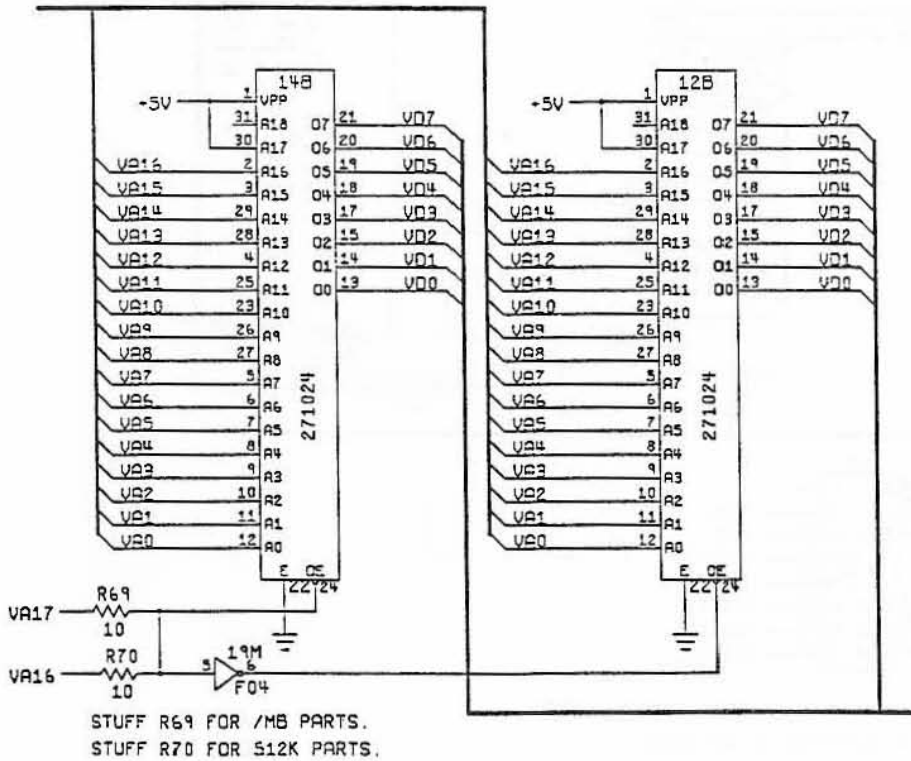 14B 12B
+5V 1 VPP +5V 1 VPP
31 A18 O7 21 VD7 31 A18 O7 21 VD7
30 A17 O6 20 VD6 30 A17 O6 20 VD6
VA16 2 A16 O5 19 VD5 VA16 2 A16 O5 19 VD5
VA15 3 A15 O4 18 VD4 VA15 3 A15 O4 18 VD4
VA14 29 A14 O3 17 VD3 VA14 29 A14 O3 17 VD3
VA13 28 A13 O2 15 VD2 VA13 28 A13 O2 15 VD2
VA12 4 A12 O1 14 VD1 VA12 4 A12 O1 14 VD1
VA11 25 A11 O0 13 VD0 VA11 25 A11 O0 13 VD0
VA10 23 A10 VA10 23 A10
VA9 26 A9 VA9 26 A9
VA8 27 A8 VA8 27 A8
VA7 5 A7 VA7 5 A7
VA6 6 A6 271024 VA6 6 A6 271024
VA5 7 A5 VA5 7 A5
VA4 8 A4 VA4 8 A4
VA3 9 A3 VA3 9 A3
VA2 10 A2 VA2 10 A2
VA1 11 A1 VA1 11 A1
VA0 12 A0 VA0 12 A0
E OE E OE
22 24 22 24
R69
VA17 10
R70 19M
VA16 5 6
10 F04
STUFF R69 FOR /MB PARTS.
STUFF R70 FOR 512K PARTS.